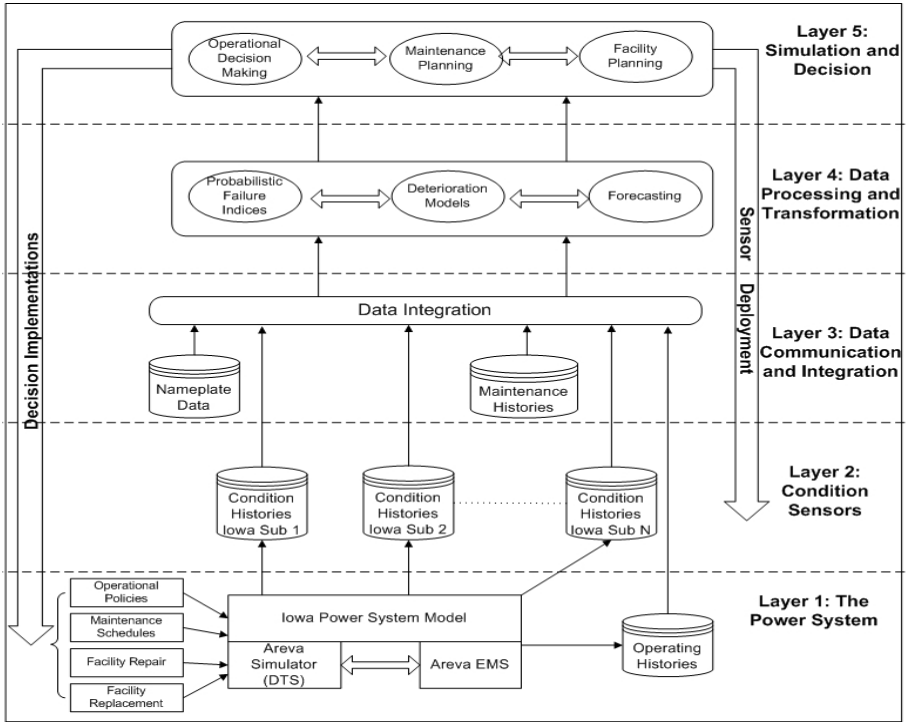 Operational
Decision
Making
Maintenance
Planning
Facility
Planning
Layer 5:
Simulation and
Decision
Probabilistic
Failure
Indices
Deterioration
Models
Forecasting
Layer 4: Data
Processing and
Transformation
Decision Implementations
Sensor Deployment
Data Integration
Nameplate
Data
Maintenance
Histories
Layer 3: Data
Communication
and Integration
Condition
Histories
Iowa Sub 1
Condition
Histories
Iowa Sub 2
Condition
Histories
Iowa Sub N
Layer 2:
Condition
Sensors
Operational
Policies
Maintenance
Schedules
Facility Repair
Facility
Replacement
Iowa Power System Model
Areva
Simulator
(DTS)
Areva EMS
Operating
Histories
Layer 1: The
Power System